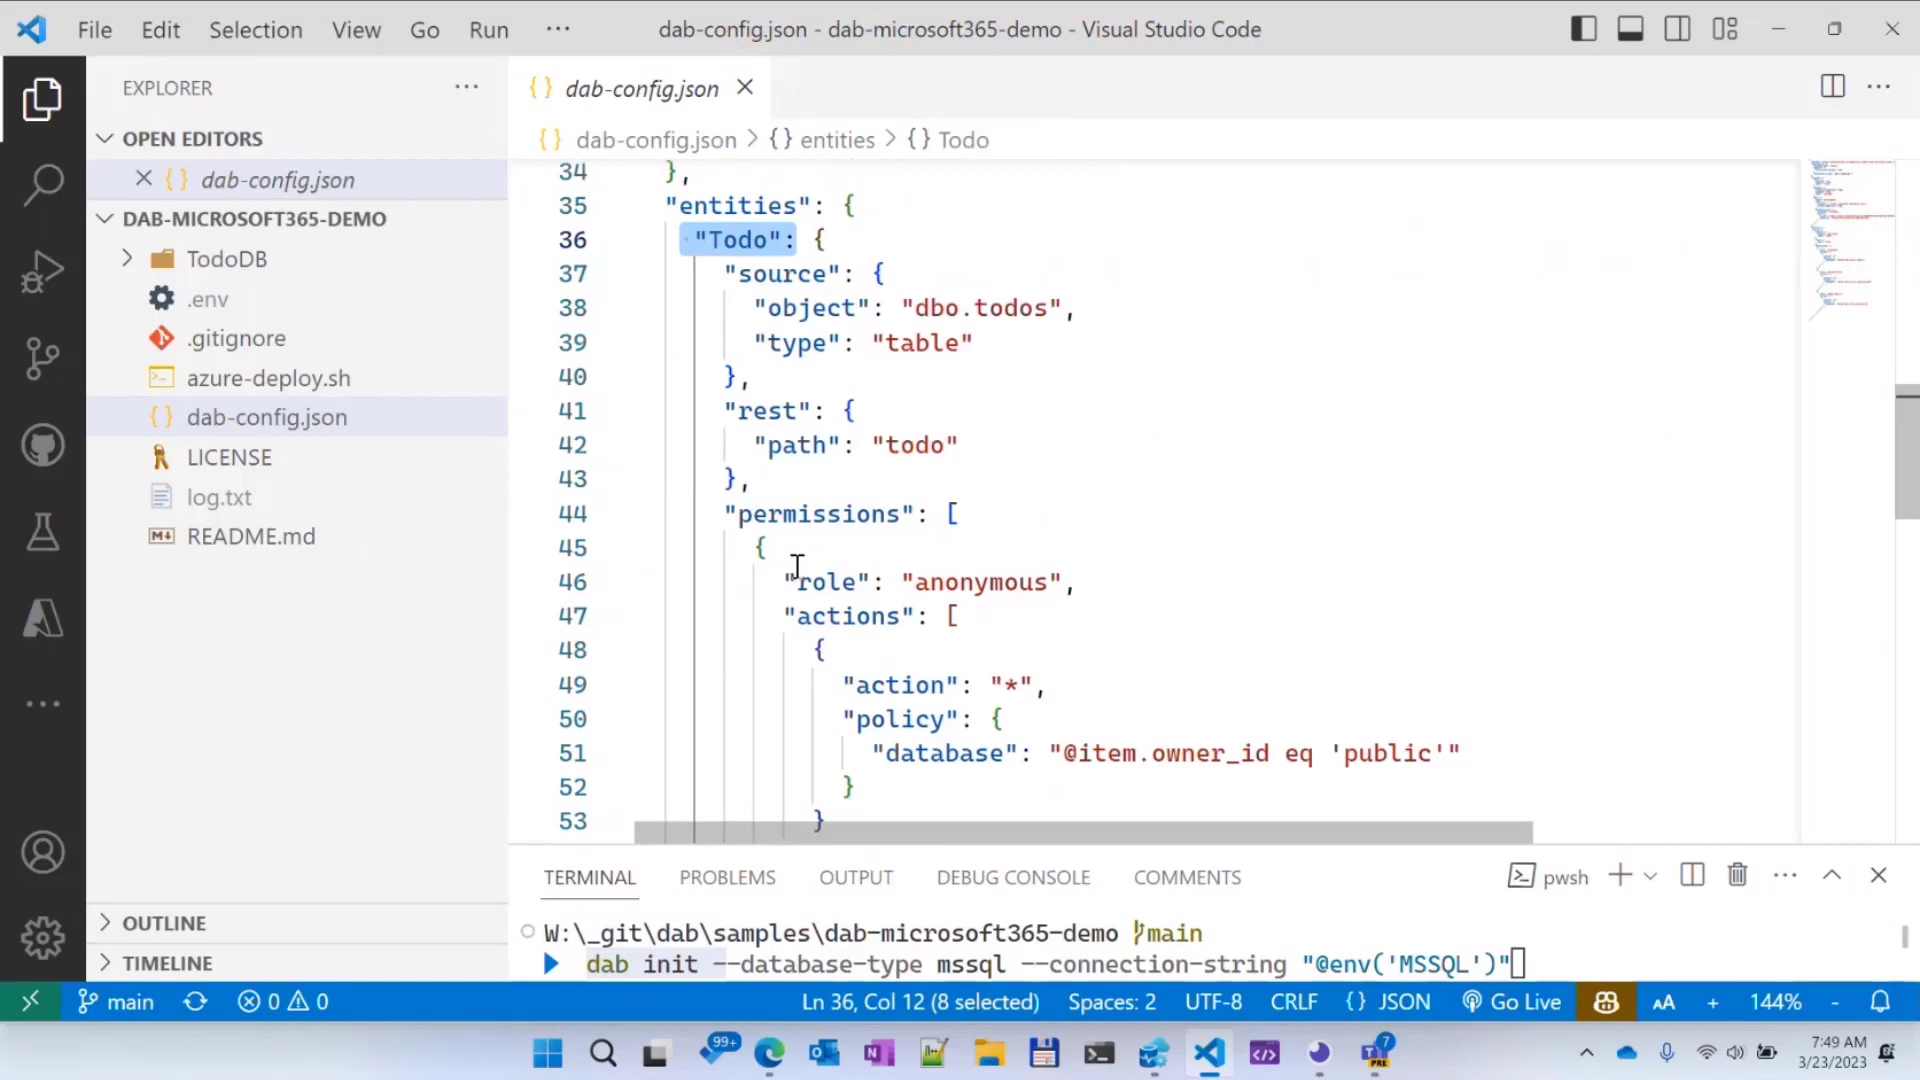 File Edit Selection View Go Run ···
dab-config.json - dab-microsoft365-demo - Visual Studio Code
EXPLORER
OPEN EDITORS
{} dab-config.json
DAB-MICROSOFT365-DEMO
TodoDB
.env
.gitignore
azure-deploy.sh
{} dab-config.json
LICENSE
log.txt
README.md
OUTLINE
TIMELINE
{} dab-config.json
{} dab-config.json > {} entities > {} Todo
34 },
35 "entities": {
36 "Todo": {
37 "source": {
38 "object": "dbo.todos",
39 "type": "table"
40 },
41 "rest": {
42 "path": "todo"
43 },
44 "permissions": [
45 {
46 "role": "anonymous",
47 "actions": [
48 {
49 "action": "*",
50 "policy": {
51 "database": "@item.owner_id eq 'public'"
52 }
53 }
TERMINAL PROBLEMS OUTPUT DEBUG CONSOLE COMMENTS pwsh
W:\_git\dab\samples\dab-microsoft365-demo main
dab init --database-type mssql --connection-string "@env('MSSQL')"
main 0 0 Ln 36, Col 12 (8 selected) Spaces: 2 UTF-8 CRLF {} JSON Go Live AA + 144% -
99+
7
PRE
7:49 AM
3/23/2023